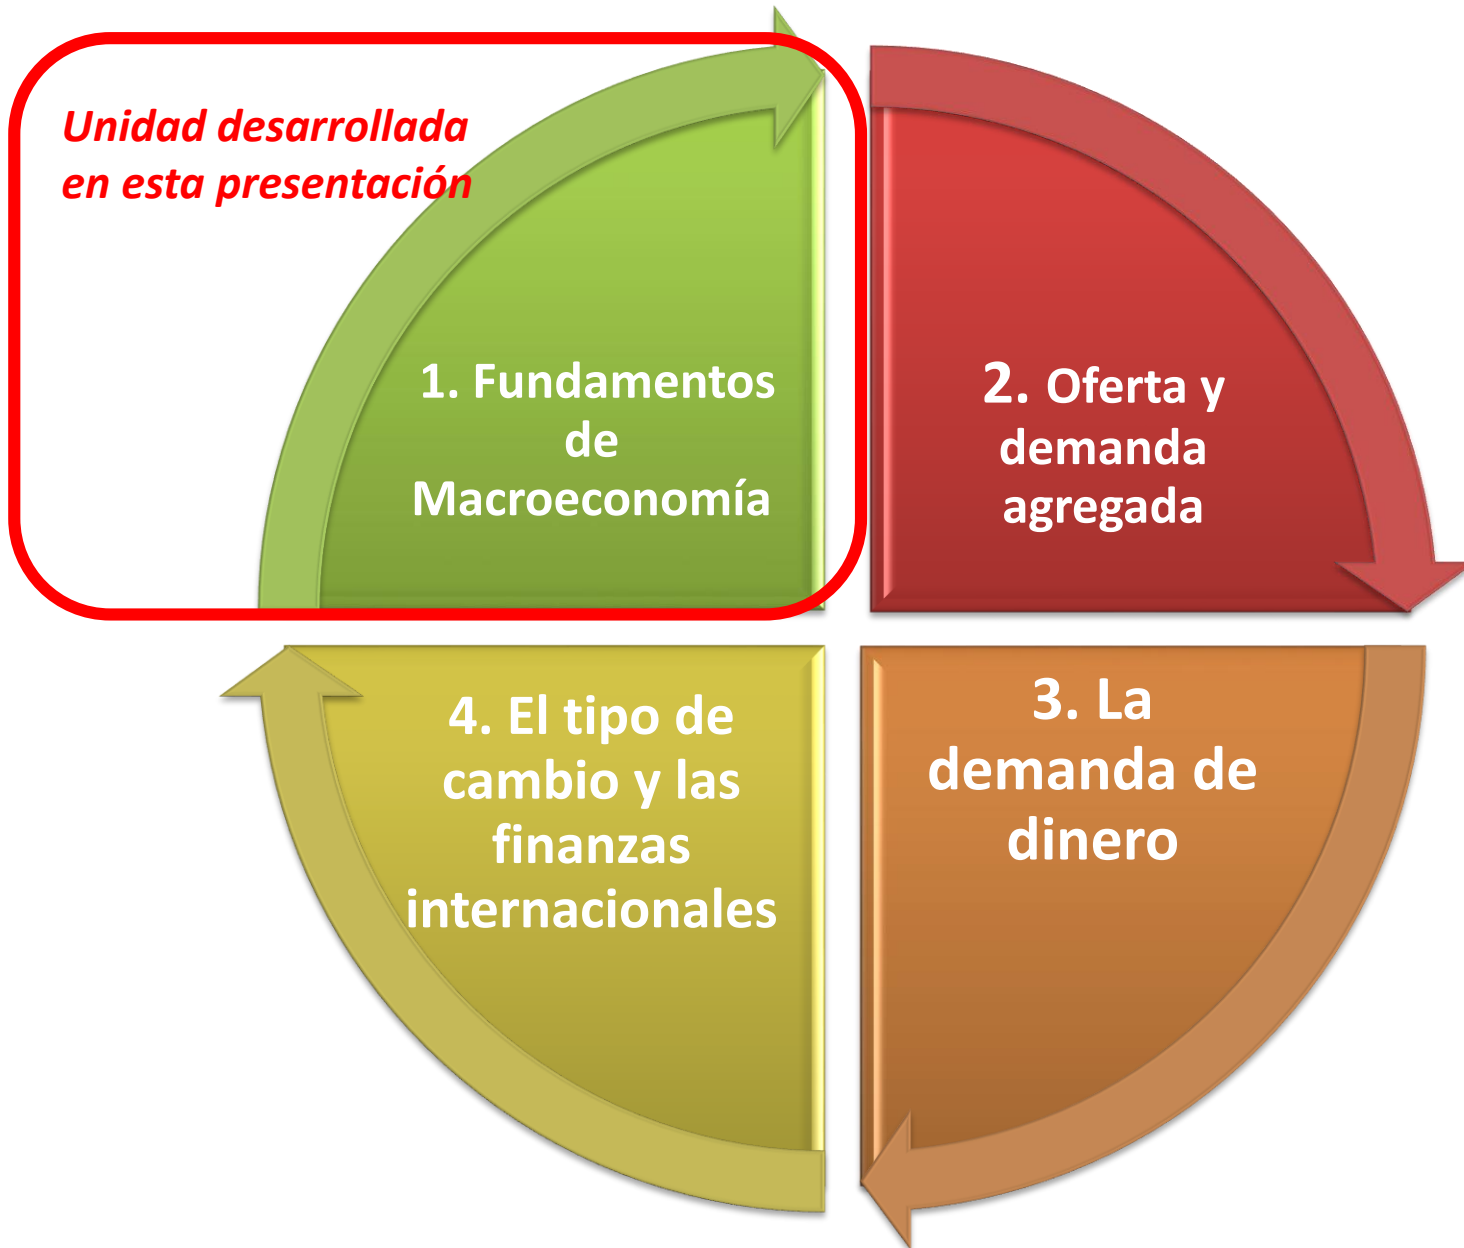 Unidad desarrollada
en esta presentación
1. Fundamentos
de
Macroeconomía
2. Oferta y
demanda
agregada
3. La
demanda de
dinero
4. El tipo de
cambio y las
finanzas
internacionales